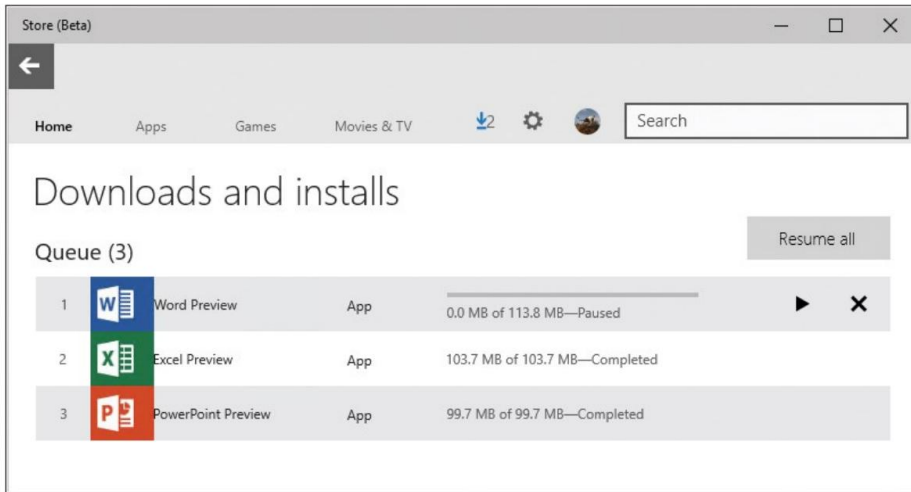 Store (Beta)
Home Apps Games Movies & TV 2 Search
Downloads and installs
Resume all
Queue (3)
1 W Word Preview App 0.0 MB of 113.8 MB—Paused
2 X Excel Preview App 103.7 MB of 103.7 MB—Completed
3 P PowerPoint Preview App 99.7 MB of 99.7 MB—Completed